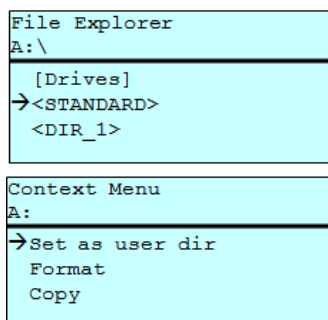 File Explorer
A:\
[Drives]
→<STANDARD>
<DIR_1>
Context Menu
A:
→Set as user dir
Format
Copy